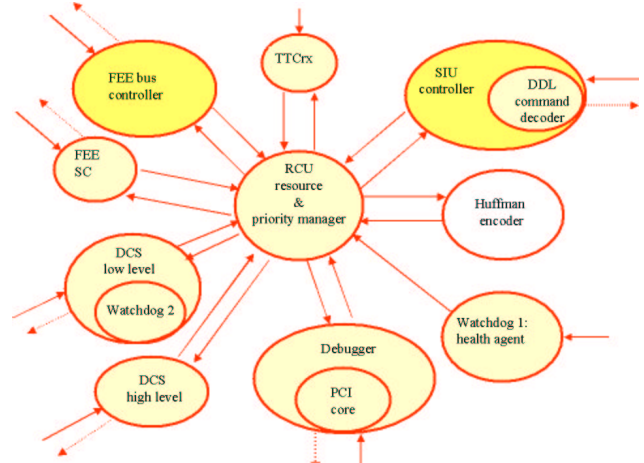 FEE bus
controller
TTCrx
SIU
controller
DDL
command
decoder
FEE
SC
RCU
resource
&
priority manager
Huffman
encoder
DCS
low level
Watchdog 2
Watchdog 1:
health agent
Debugger
PCI
core
DCS
high level